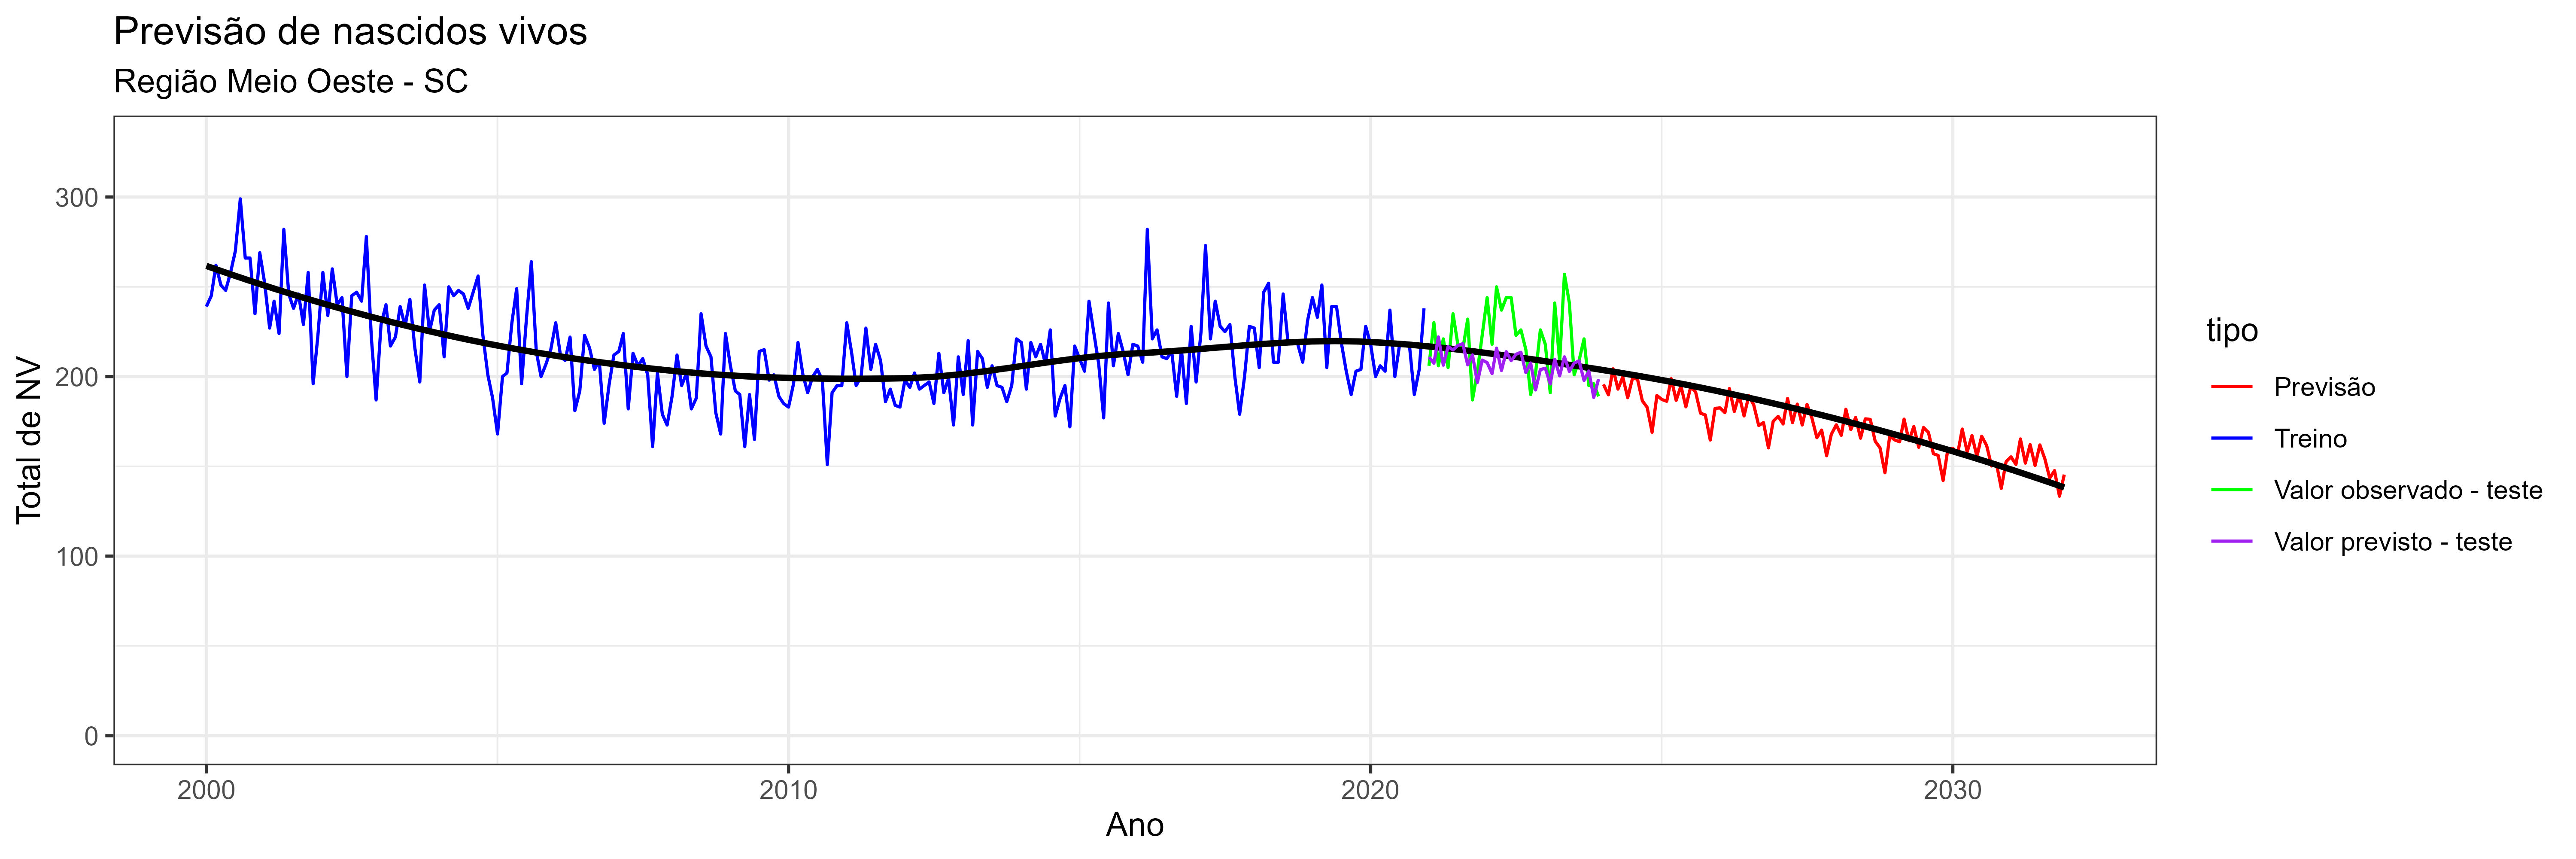 Previsão de nascidos vivos
Região Meio Oeste - SC
Total de NV
300
200
100
0
2000
2010
2020
2030
Ano
tipo
Previsão
Treino
Valor observado - teste
Valor previsto - teste